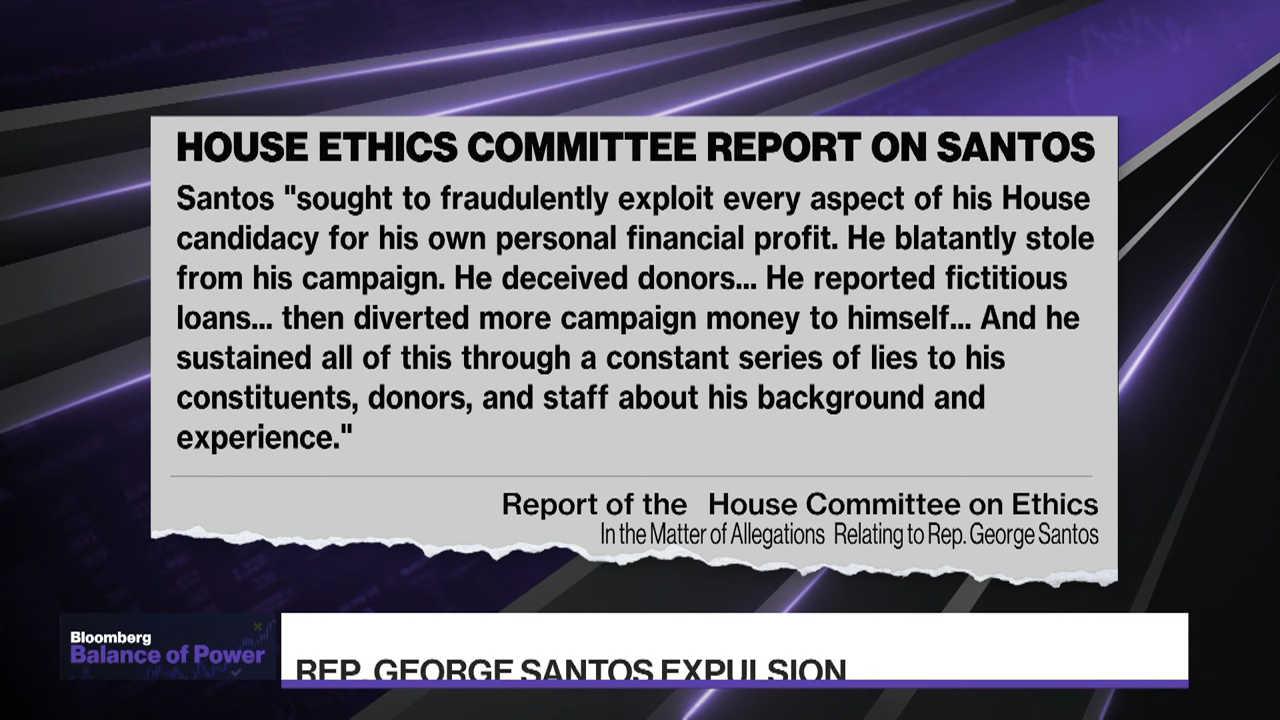 HOUSE ETHICS COMMITTEE REPORT ON SANTOS
Santos "sought to fraudulently exploit every aspect of his House
candidacy for his own personal financial profit. He blatantly stole
from his campaign. He deceived donors... He reported fictitious
loans... then diverted more campaign money to himself... And he
sustained all of this through a constant series of lies to his
constituents, donors, and staff about his background and
experience."
Report of the House Committee on Ethics
In the Matter of Allegations Relating to Rep. George Santos
Bloomberg
Balance of Power
REP. GEORGE SANTOS EXPULSION